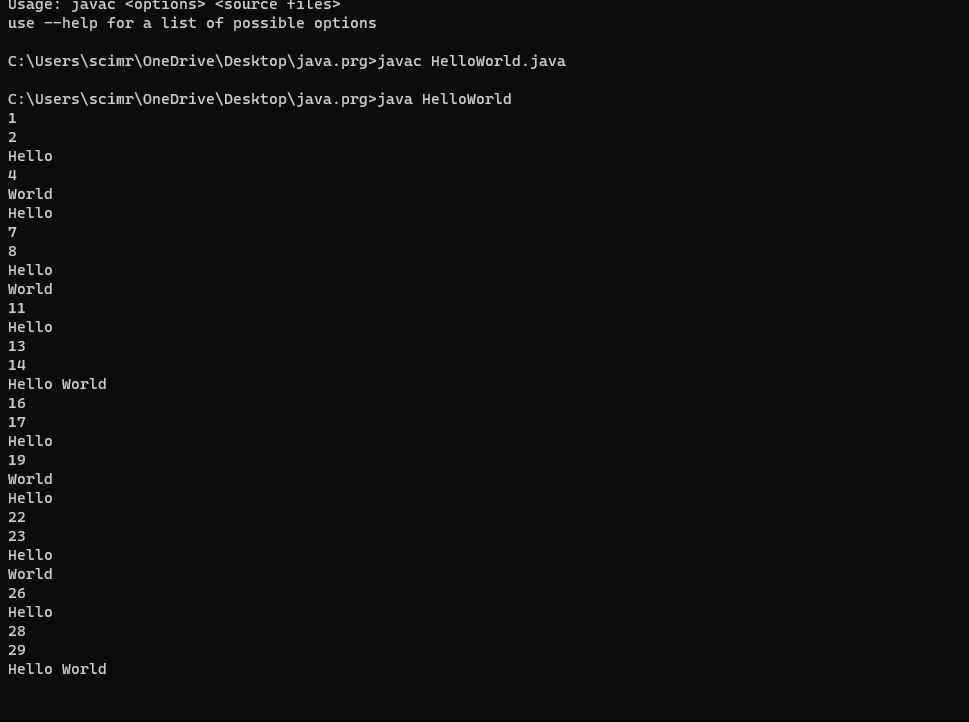 Usage: javac <options> <source files>
use --help for a list of possible options
C:\Users\scimr\OneDrive\Desktop\java.prg>javac HelloWorld.java
C:\Users\scimr\OneDrive\Desktop\java.prg>java HelloWorld
1
2
Hello
4
World
Hello
7
8
Hello
World
11
Hello
13
14
Hello World
16
17
Hello
19
World
Hello
22
23
Hello
World
26
Hello
28
29
Hello World